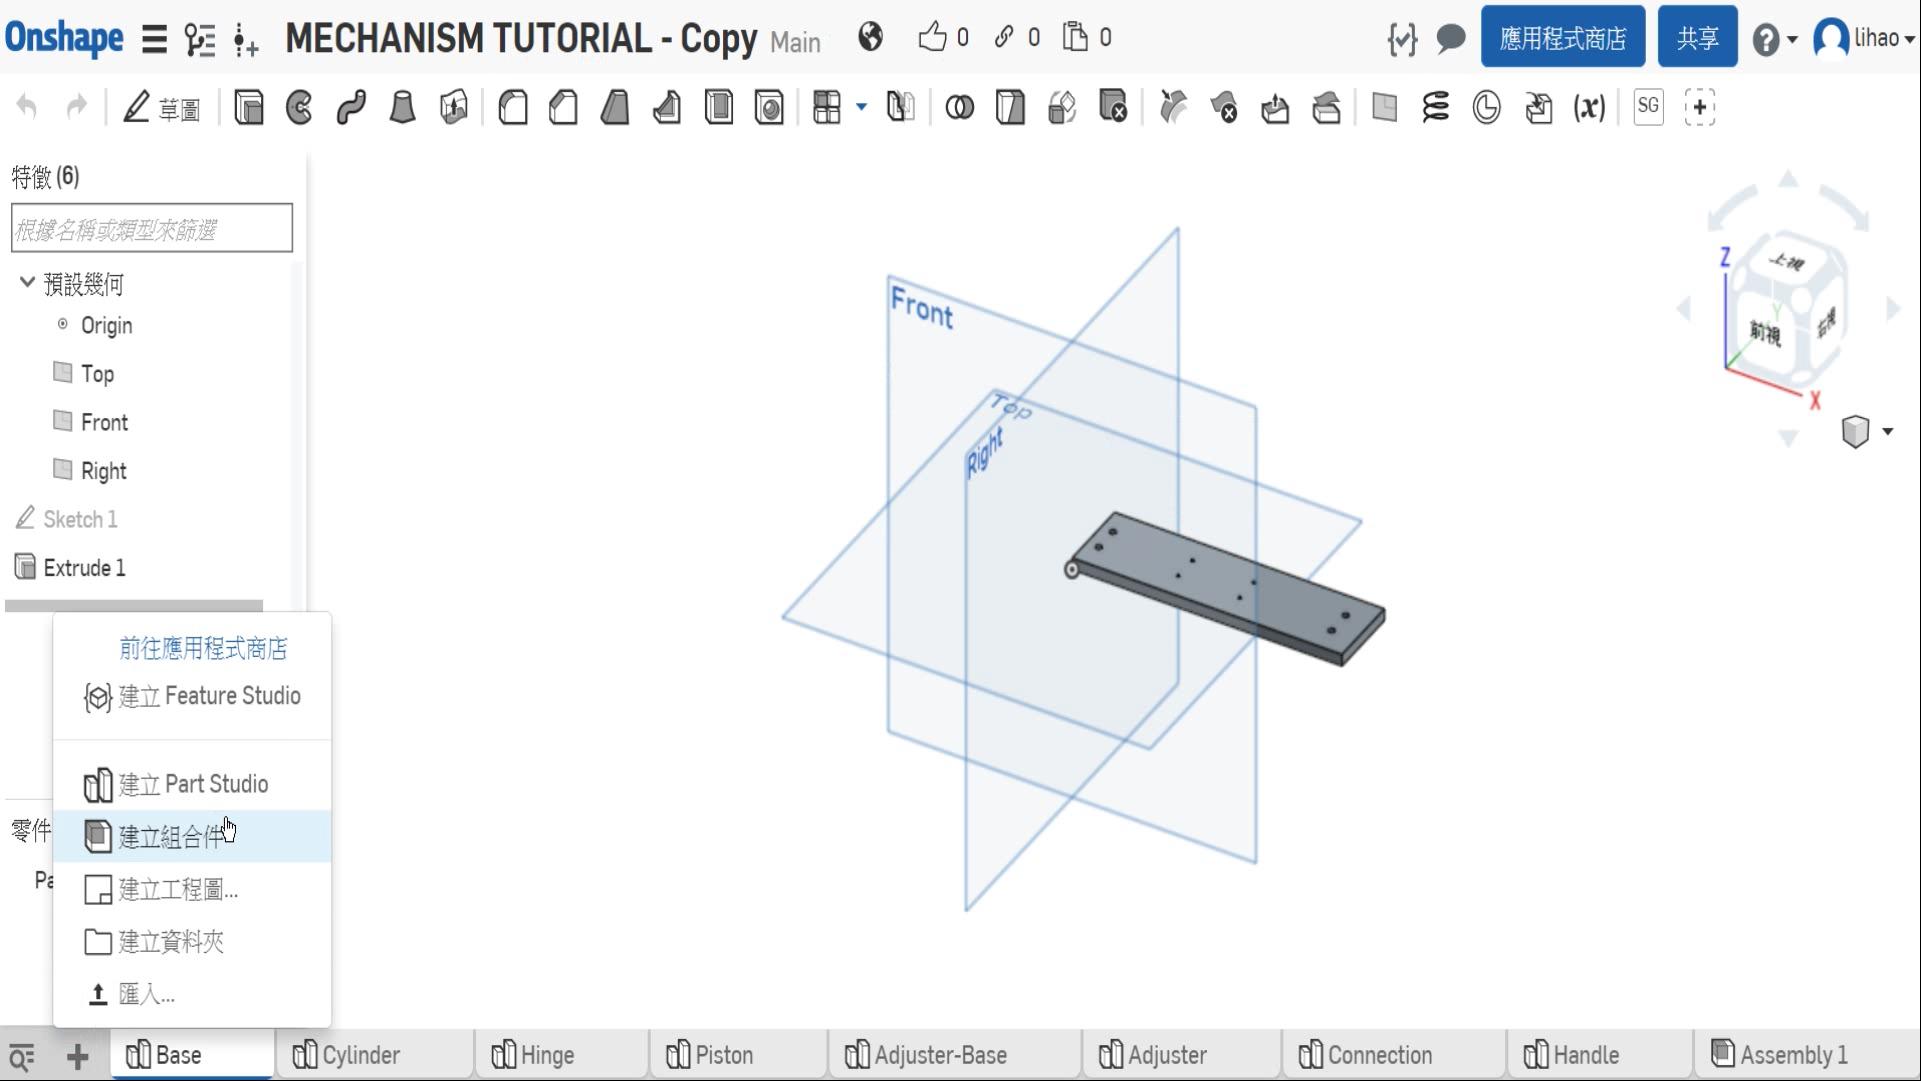 Onshape MECHANISM TUTORIAL - Copy Main 0 0 0 應用程式商店 共享 lihao
草圖 (x) SG
特徵 (6)
根據名稱或類型來篩選
預設幾何
Origin
Top
Front
Right
Sketch 1
Extrude 1
前往應用程式商店
建立 Feature Studio
建立 Part Studio
建立組合件
建立工程圖...
建立資料夾
匯入...
零件
Pa
Front
Top
Right
Z
上視
Y
前視
右視
X
Base Cylinder Hinge Piston Adjuster-Base Adjuster Connection Handle Assembly 1